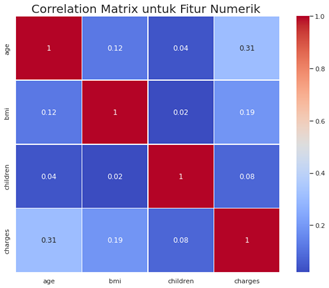 Correlation Matrix untuk Fitur Numerik
age 1 0.12 0.04 0.31
bmi 0.12 1 0.02 0.19
children 0.04 0.02 1 0.08
charges 0.31 0.19 0.08 1
age bmi children charges
1.0
0.8
0.6
0.4
0.2